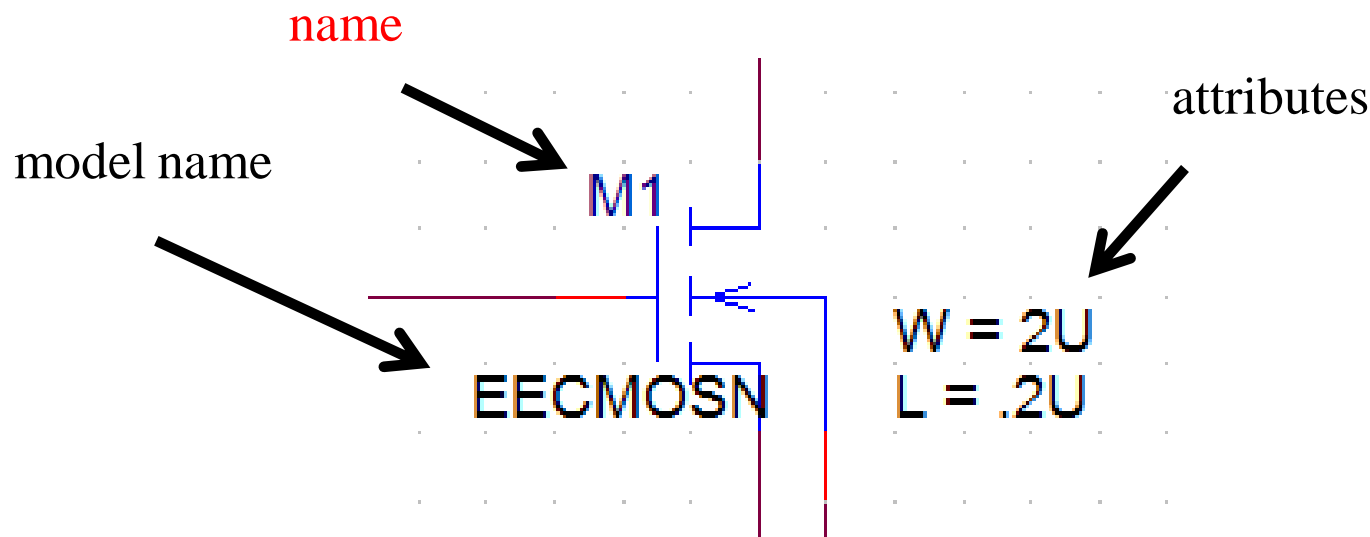 name
attributes
model name
M1
W = 2U
EECMOSN
L = .2U